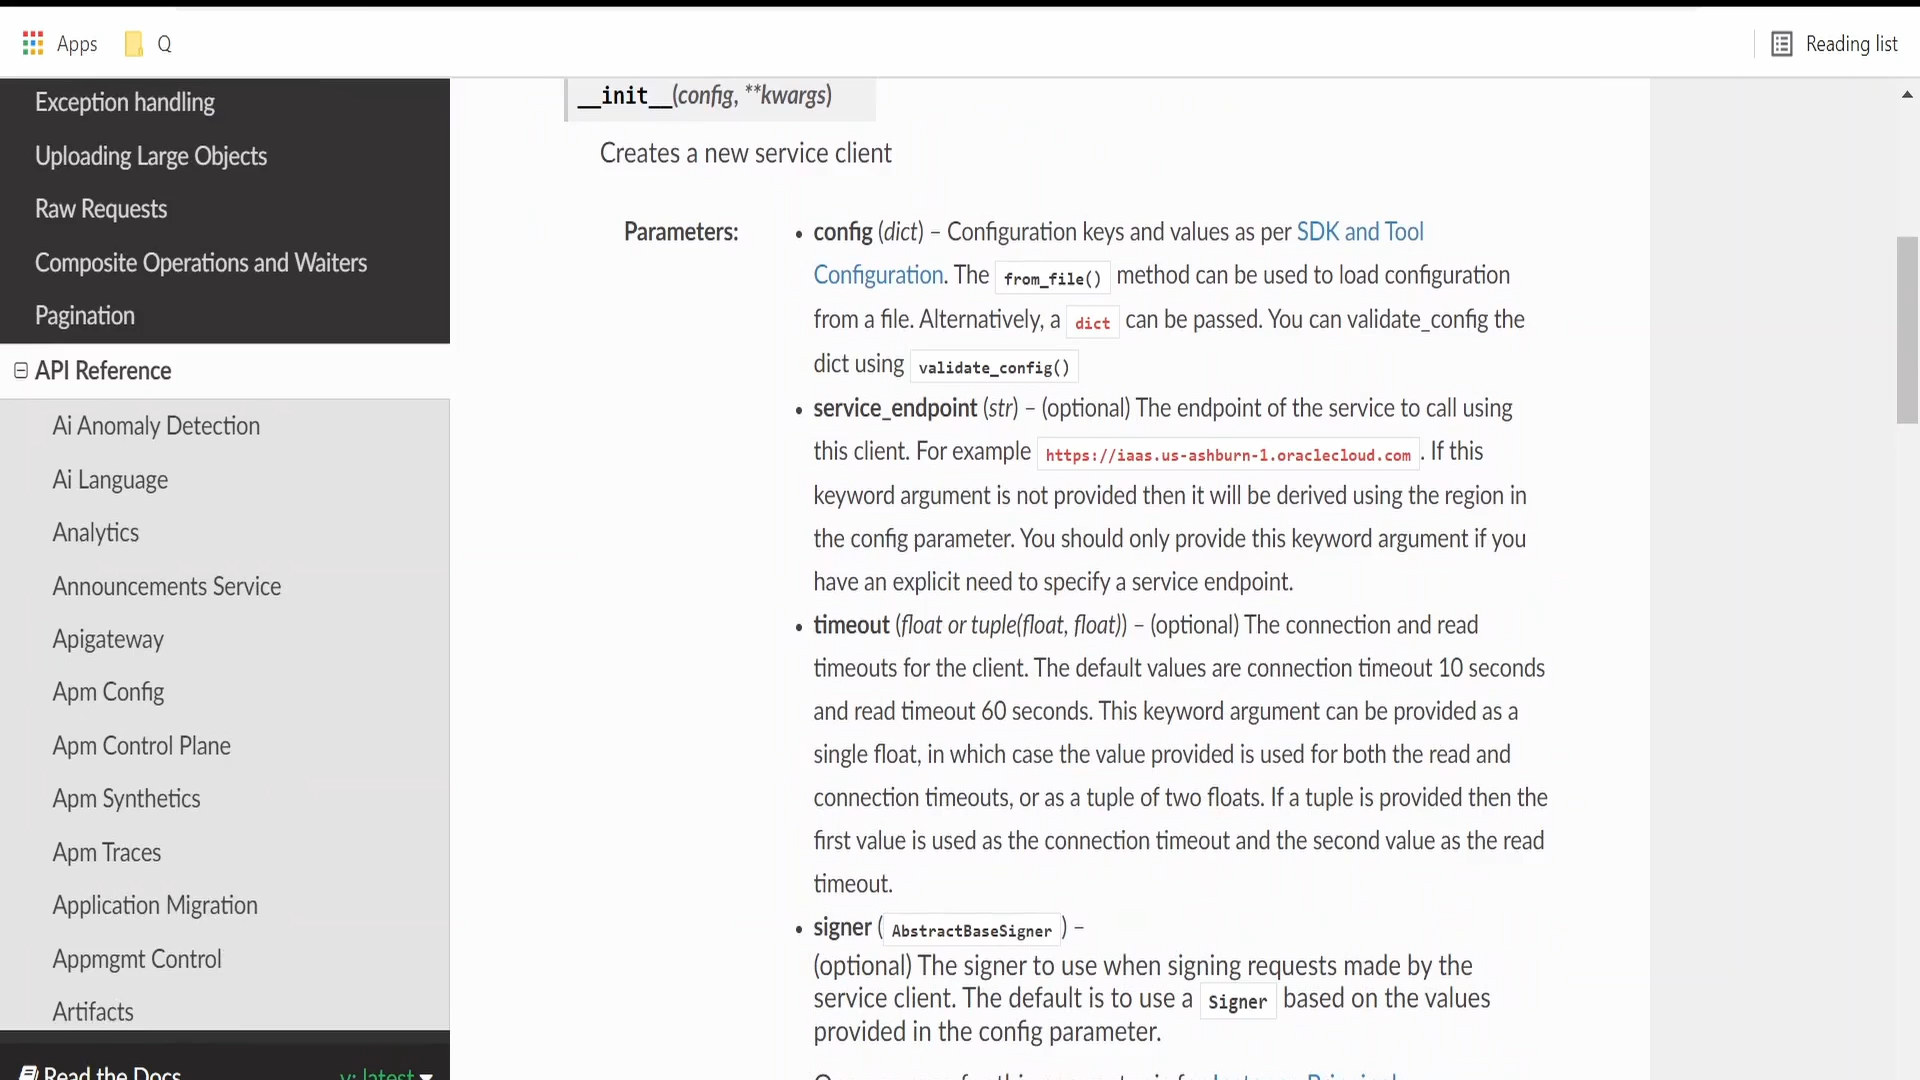 Apps Q Reading list
Exception handling
Uploading Large Objects
Raw Requests
Composite Operations and Waiters
Pagination
API Reference
Ai Anomaly Detection
Ai Language
Analytics
Announcements Service
Apigateway
Apm Config
Apm Control Plane
Apm Synthetics
Apm Traces
Application Migration
Appmgmt Control
Artifacts
Read the Docs v: latest
__init__(config, **kwargs)
Creates a new service client
Parameters:
• config (dict) – Configuration keys and values as per SDK and Tool
Configuration. The from_file() method can be used to load configuration
from a file. Alternatively, a dict can be passed. You can validate_config the
dict using validate_config()
• service_endpoint (str) – (optional) The endpoint of the service to call using
this client. For example https://iaas.us-ashburn-1.oraclecloud.com . If this
keyword argument is not provided then it will be derived using the region in
the config parameter. You should only provide this keyword argument if you
have an explicit need to specify a service endpoint.
• timeout (float or tuple(float, float)) – (optional) The connection and read
timeouts for the client. The default values are connection timeout 10 seconds
and read timeout 60 seconds. This keyword argument can be provided as a
single float, in which case the value provided is used for both the read and
connection timeouts, or as a tuple of two floats. If a tuple is provided then the
first value is used as the connection timeout and the second value as the read
timeout.
• signer ( AbstractBaseSigner ) –
(optional) The signer to use when signing requests made by the
service client. The default is to use a Signer based on the values
provided in the config parameter.